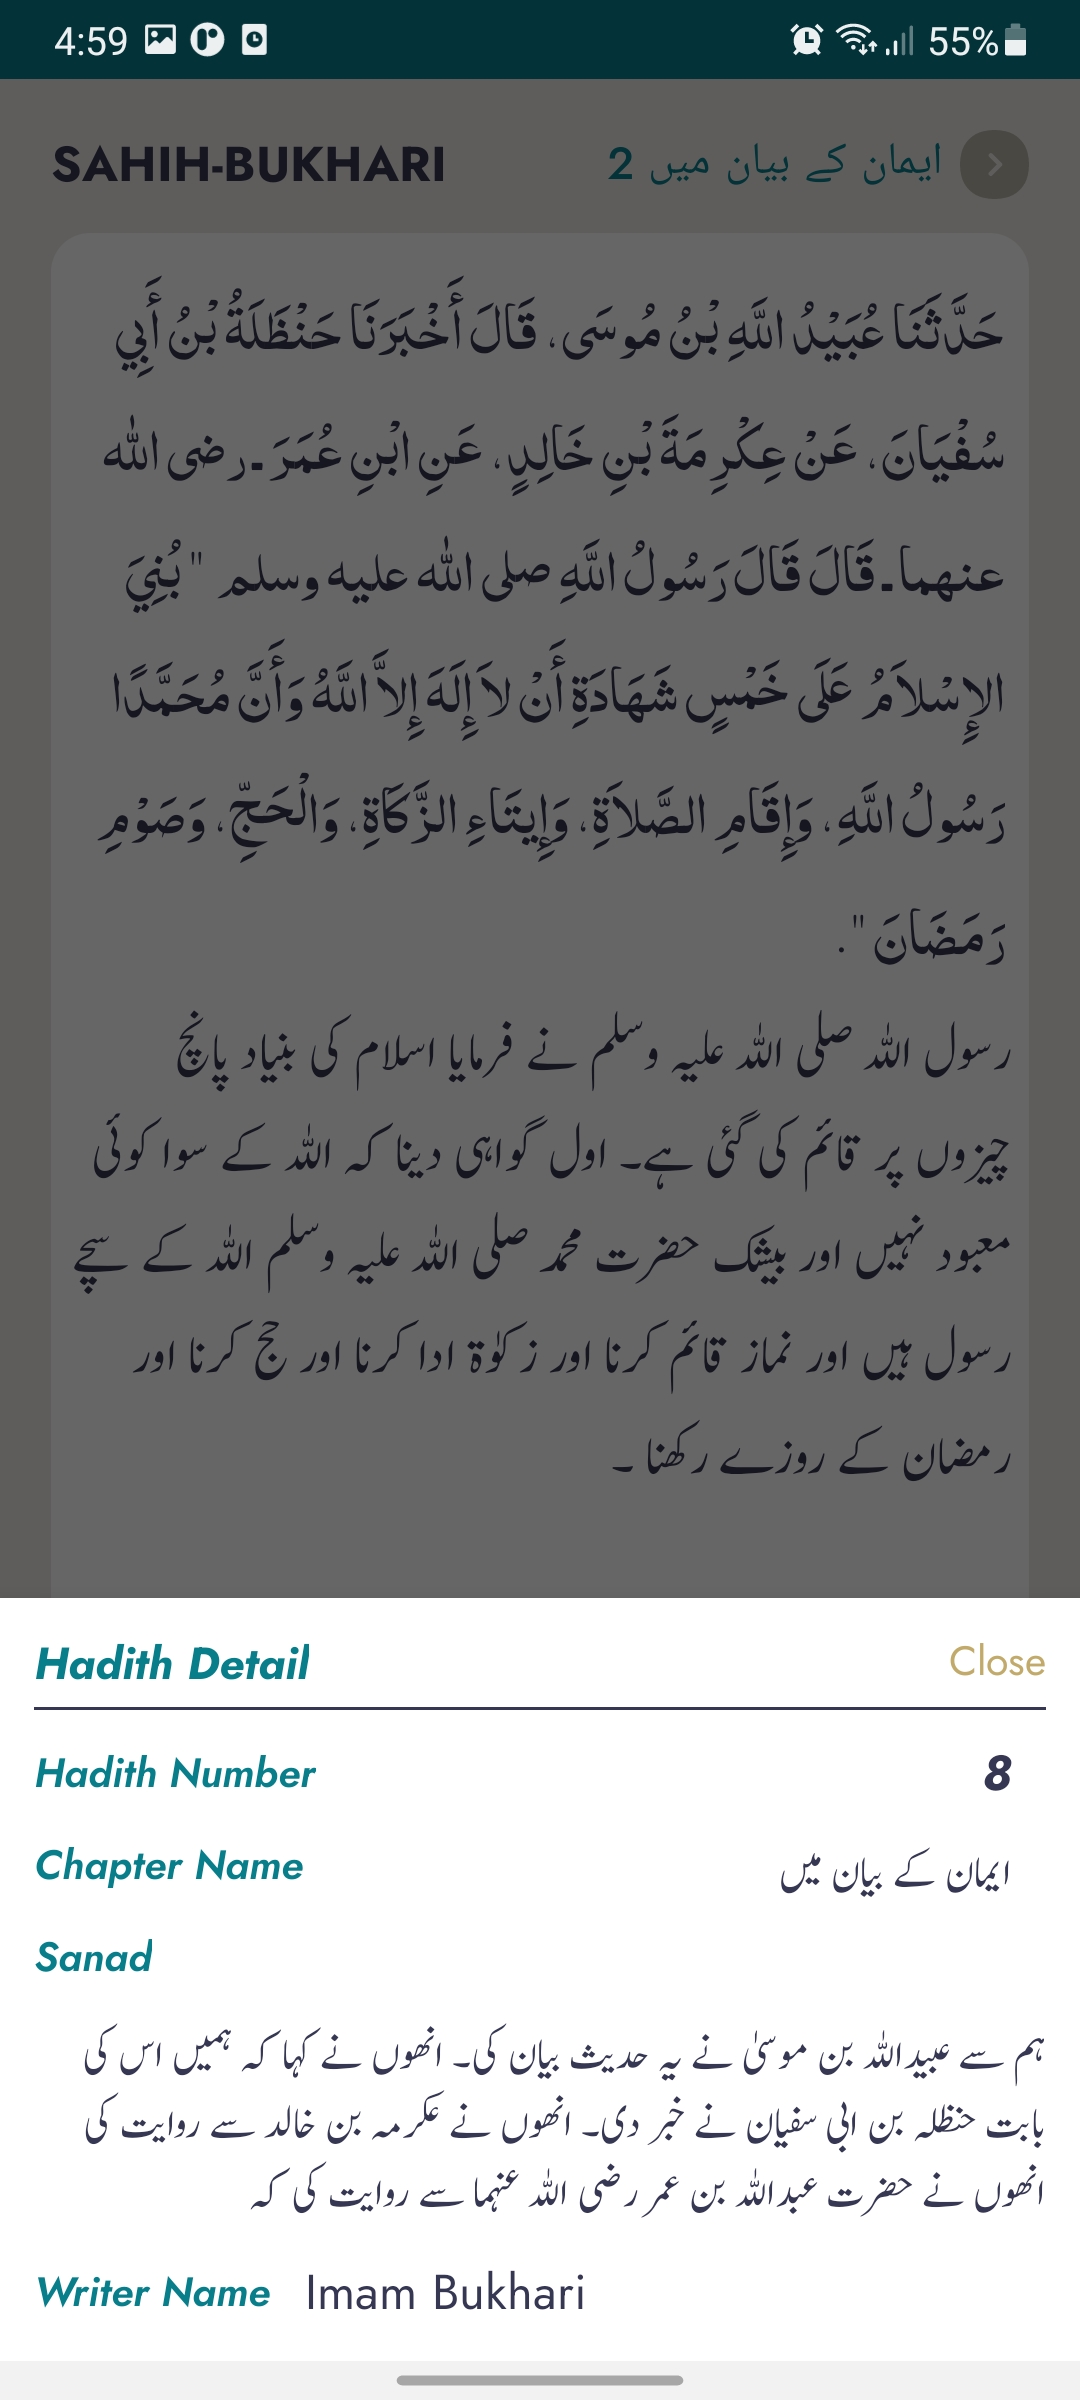 4:59
55%
SAHIH-BUKHARI
ایمان کے بیان میں 2
حَدَّثَنَا عُبَيْدُ اللَّهِ بْنُ مُوسَى، قَالَ أَخْبَرَنَا حَنْظَلَةُ بْنُ أَبِي
سُفْيَانَ، عَنْ عِكْرِمَةَ بْنِ خَالِدٍ، عَنِ ابْنِ عُمَرَ ـ رضى الله
عنهما ـ قَالَ قَالَ رَسُولُ اللَّهِ صلى الله عليه وسلم " بُنِيَ
الإِسْلاَمُ عَلَى خَمْسٍ شَهَادَةِ أَنْ لاَ إِلَهَ إِلاَّ اللَّهُ وَأَنَّ مُحَمَّدًا
رَسُولُ اللَّهِ، وَإِقَامِ الصَّلاَةِ، وَإِيتَاءِ الزَّكَاةِ، وَالْحَجِّ، وَصَوْمِ
رَمَضَانَ ".
رسول اللہ صلی اللہ علیہ وسلم نے فرمایا اسلام کی بنیاد پانچ
چیزوں پر قائم کی گئی ہے۔ اول گواہی دینا کہ اللہ کے سوا کوئی
معبود نہیں اور بیشک حضرت محمد صلی اللہ علیہ وسلم اللہ کے سچے
رسول ہیں اور نماز قائم کرنا اور زکوٰۃ ادا کرنا اور حج کرنا اور
رمضان کے روزے رکھنا ۔
Hadith Detail
Close
Hadith Number 8
Chapter Name ایمان کے بیان میں
Sanad
ہم سے عبیداللہ بن موسیٰ نے یہ حدیث بیان کی۔ انھوں نے کہا کہ ہمیں اس کی
بابت حنظلہ بن ابی سفیان نے خبر دی۔ انھوں نے عکرمہ بن خالد سے روایت کی
انھوں نے حضرت عبداللہ بن عمر رضی اللہ عنہما سے روایت کی کہ
Writer Name Imam Bukhari